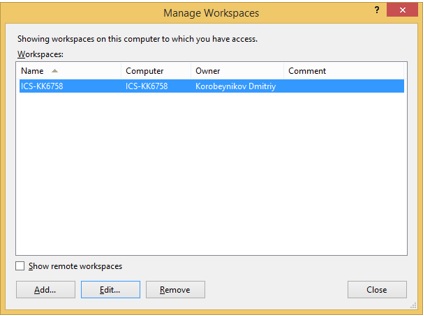 Manage Workspaces
?
Showing workspaces on this computer to which you have access.
Workspaces:
Name Computer Owner Comment
ICS-KK6758 ICS-KK6758 Korobeynikov Dmitriy
Show remote workspaces
Add... Edit... Remove Close